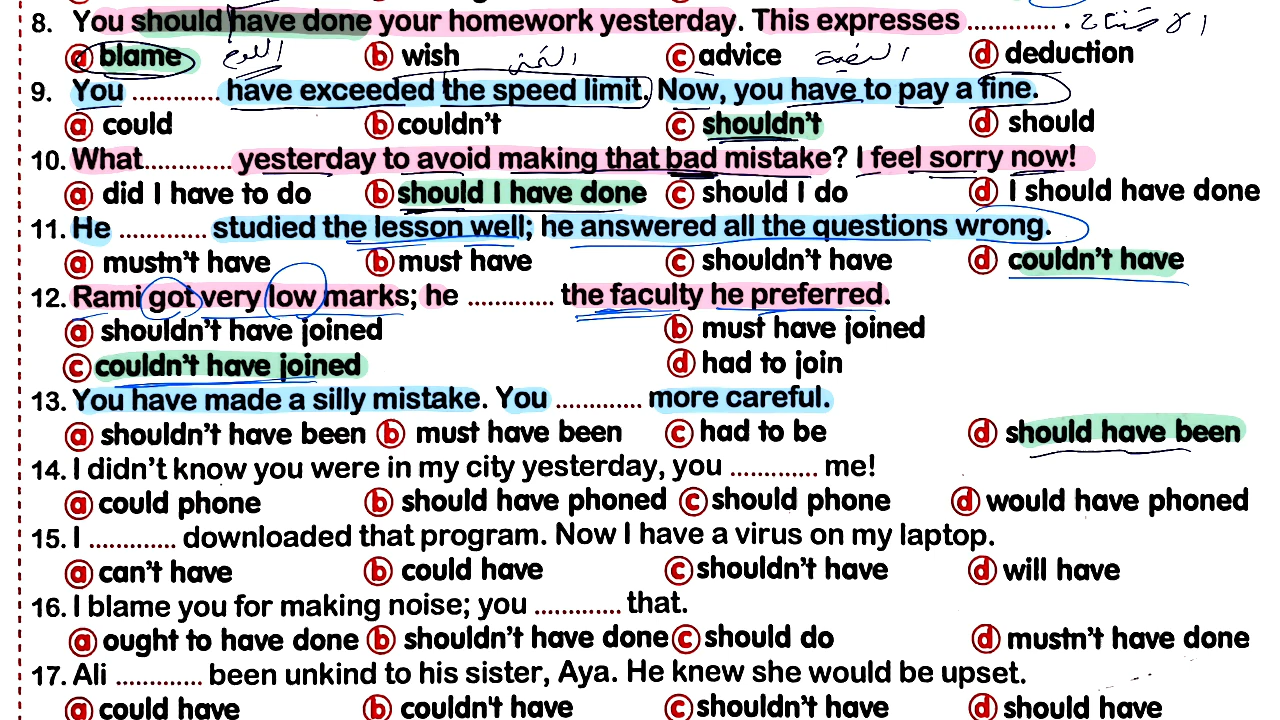 8. You should have done your homework yesterday. This expresses ............. . الاستنتاج
ⓐ blame اللوم ⓑ wish التمني ⓒ advice النصيحة ⓓ deduction
9. You ............ have exceeded the speed limit. Now, you have to pay a fine.
ⓐ could ⓑ couldn't ⓒ shouldn't ⓓ should
10. What............ yesterday to avoid making that bad mistake? I feel sorry now!
ⓐ did I have to do ⓑ should I have done ⓒ should I do ⓓ I should have done
11. He ............ studied the lesson well; he answered all the questions wrong.
ⓐ mustn't have ⓑ must have ⓒ shouldn't have ⓓ couldn't have
12. Rami got very low marks; he ............ the faculty he preferred.
ⓐ shouldn't have joined ⓑ must have joined
ⓒ couldn't have joined ⓓ had to join
13. You have made a silly mistake. You ............ more careful.
ⓐ shouldn't have been ⓑ must have been ⓒ had to be ⓓ should have been
14. I didn't know you were in my city yesterday, you ............ me!
ⓐ could phone ⓑ should have phoned ⓒ should phone ⓓ would have phoned
15. I ............ downloaded that program. Now I have a virus on my laptop.
ⓐ can't have ⓑ could have ⓒ shouldn't have ⓓ will have
16. I blame you for making noise; you ............ that.
ⓐ ought to have done ⓑ shouldn't have done ⓒ should do ⓓ mustn't have done
17. Ali ............ been unkind to his sister, Aya. He knew she would be upset.
ⓐ could have ⓑ couldn't have ⓒ shouldn't have ⓓ should have